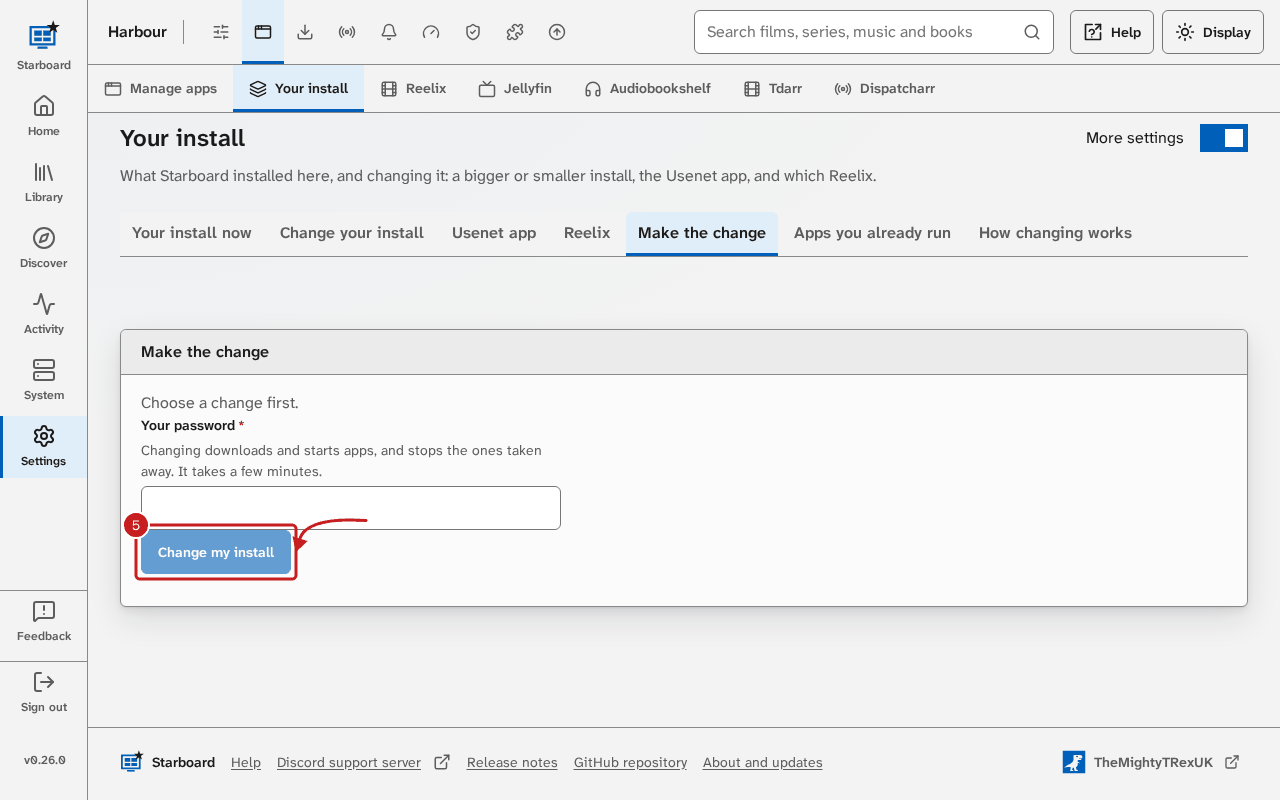 Starboard
Home
Library
Discover
Activity
System
Settings
Feedback
Sign out
v0.26.0
Harbour
Search films, series, music and books
Help
Display
Manage apps
Your install
Reelix
Jellyfin
Audiobookshelf
Tdarr
Dispatcharr
Your install
More settings
What Starboard installed here, and changing it: a bigger or smaller install, the Usenet app, and which Reelix.
Your install now
Change your install
Usenet app
Reelix
Make the change
Apps you already run
How changing works
Make the change
Choose a change first.
Your password *
Changing downloads and starts apps, and stops the ones taken
away. It takes a few minutes.
5
Change my install
Starboard
Help
Discord support server
Release notes
GitHub repository
About and updates
TheMightyTRexUK